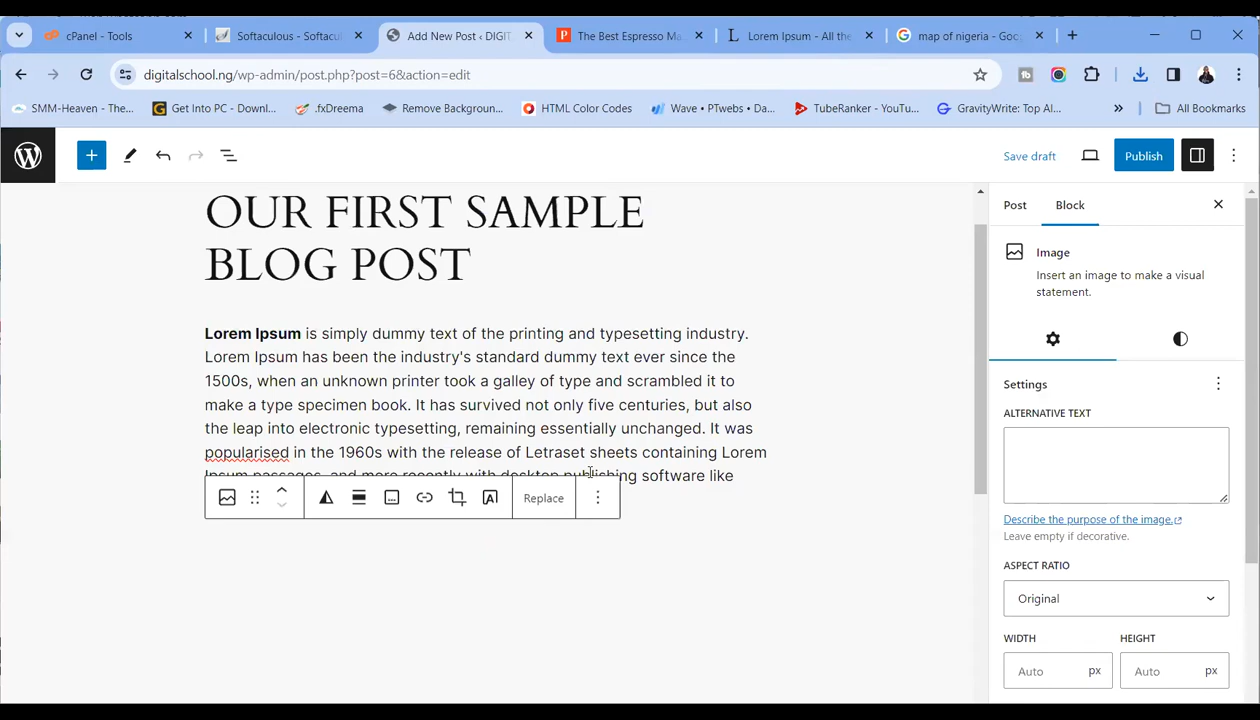 cPanel - Tools
Softaculous - Softacul
Add New Post ‹ DIGIT
The Best Espresso Ma
Lorem Ipsum - All the
map of nigeria - Goo
digitalschool.ng/wp-admin/post.php?post=6&action=edit
SMM-Heaven - The...
Get Into PC - Downl...
.fxDreema
Remove Backgroun...
HTML Color Codes
Wave • PTwebs • Da...
TubeRanker - YouTu...
GravityWrite: Top AI...
All Bookmarks
Save draft
Publish
OUR FIRST SAMPLE
BLOG POST
Lorem Ipsum is simply dummy text of the printing and typesetting industry.
Lorem Ipsum has been the industry's standard dummy text ever since the
1500s, when an unknown printer took a galley of type and scrambled it to
make a type specimen book. It has survived not only five centuries, but also
the leap into electronic typesetting, remaining essentially unchanged. It was
popularised in the 1960s with the release of Letraset sheets containing Lorem
Ipsum passages, and more recently with desktop publishing software like
Replace
Post
Block
Image
Insert an image to make a visual
statement.
Settings
ALTERNATIVE TEXT
Describe the purpose of the image.
Leave empty if decorative.
ASPECT RATIO
Original
WIDTH
HEIGHT
Auto
px
Auto
px